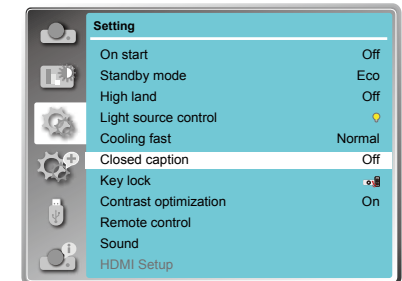 Setting
On start Off
Standby mode Eco
High land Off
Light source control
Cooling fast Normal
Closed caption Off
Key lock
Contrast optimization On
Remote control
Sound
HDMI Setup